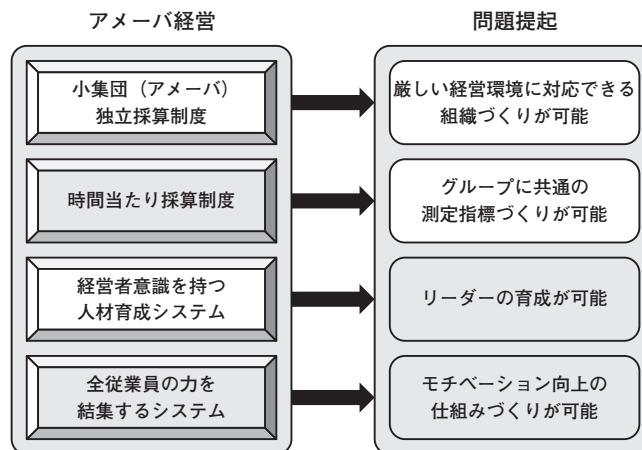 アメーバ経営
問題提起
小集団（アメーバ）
独立採算制度
厳しい経営環境に対応できる
組織づくりが可能
時間当たり採算制度
グループに共通の
測定指標づくりが可能
経営者意識を持つ
人材育成システム
リーダーの育成が可能
全従業員の力を
結集するシステム
モチベーション向上の
仕組みづくりが可能